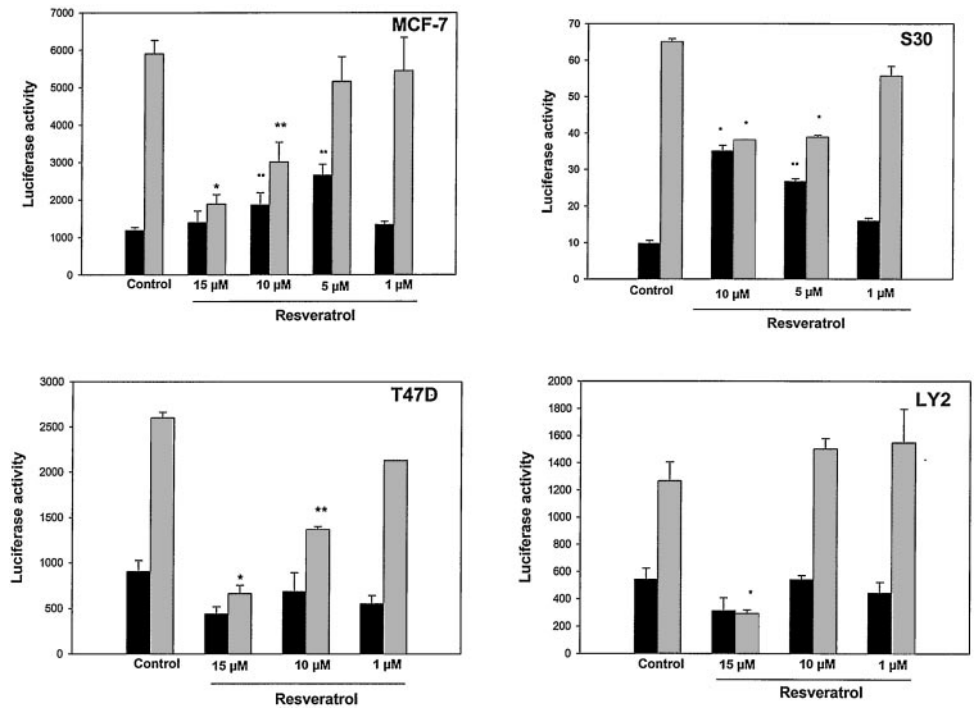 MCF-7
Luciferase activity
7000
6000
5000
4000
3000
2000
1000
0
* ** ** **
Control 15 µM 10 µM 5 µM 1 µM
Resveratrol
S30
Luciferase activity
70
60
50
40
30
20
10
0
* * ** *
Control 10 µM 5 µM 1 µM
Resveratrol
T47D
Luciferase activity
3000
2500
2000
1500
1000
500
0
* **
Control 15 µM 10 µM 1 µM
Resveratrol
LY2
Luciferase activity
2000
1800
1600
1400
1200
1000
800
600
400
200
0
*
Control 15 µM 10 µM 1 µM
Resveratrol